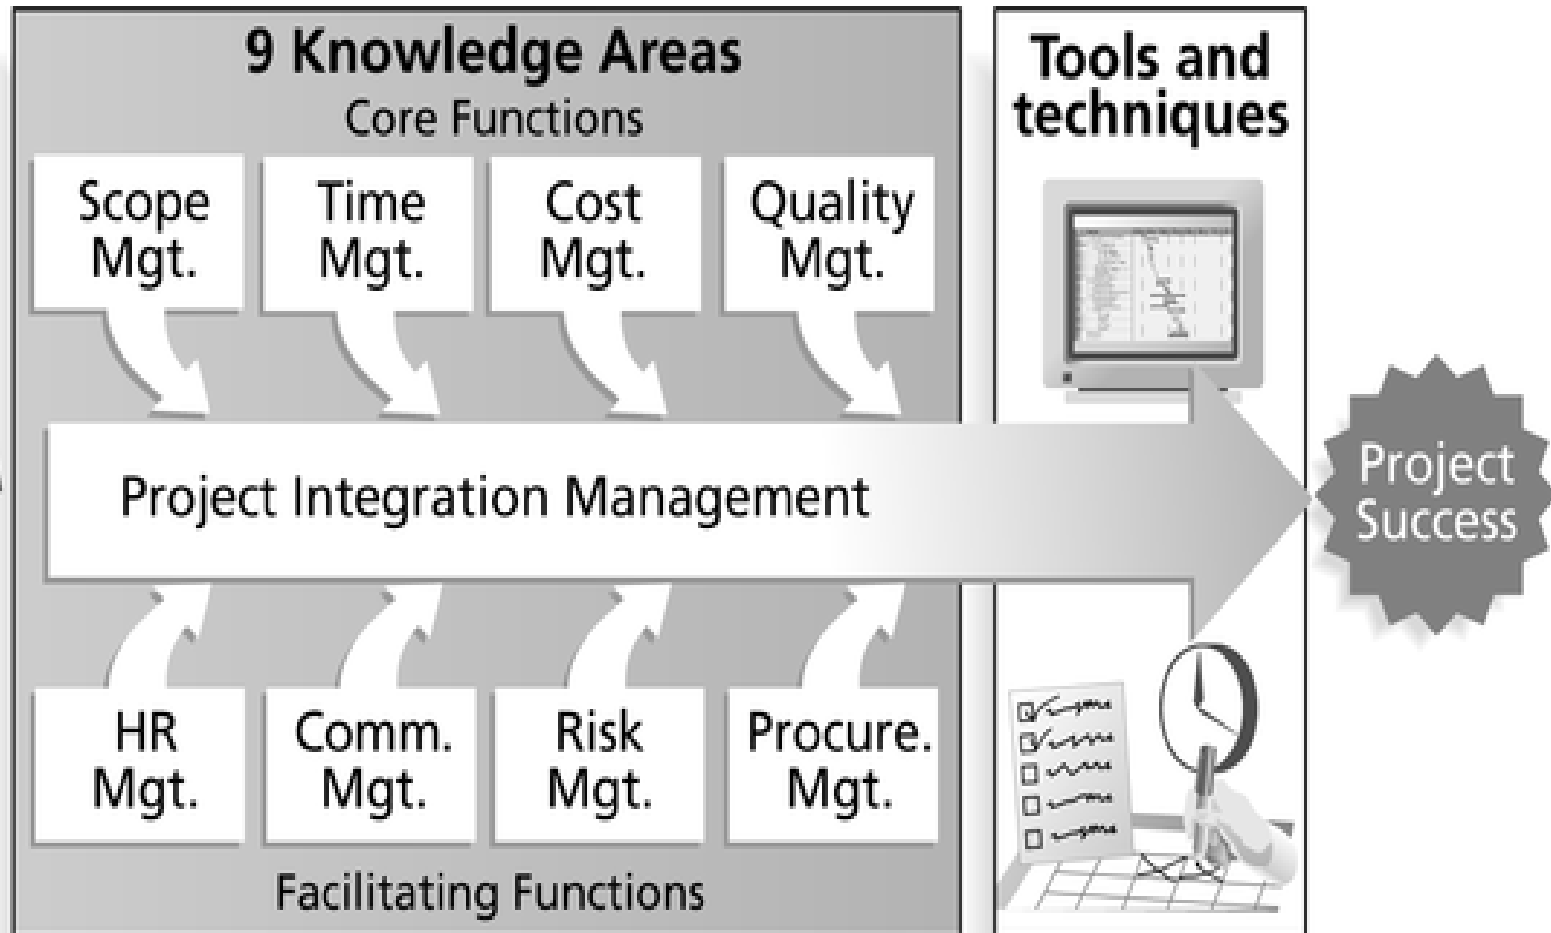 9 Knowledge Areas
Core Functions
Scope
Mgt.
Time
Mgt.
Cost
Mgt.
Quality
Mgt.
Project Integration Management
HR
Mgt.
Comm.
Mgt.
Risk
Mgt.
Procure.
Mgt.
Facilitating Functions
Tools and
techniques
Project
Success